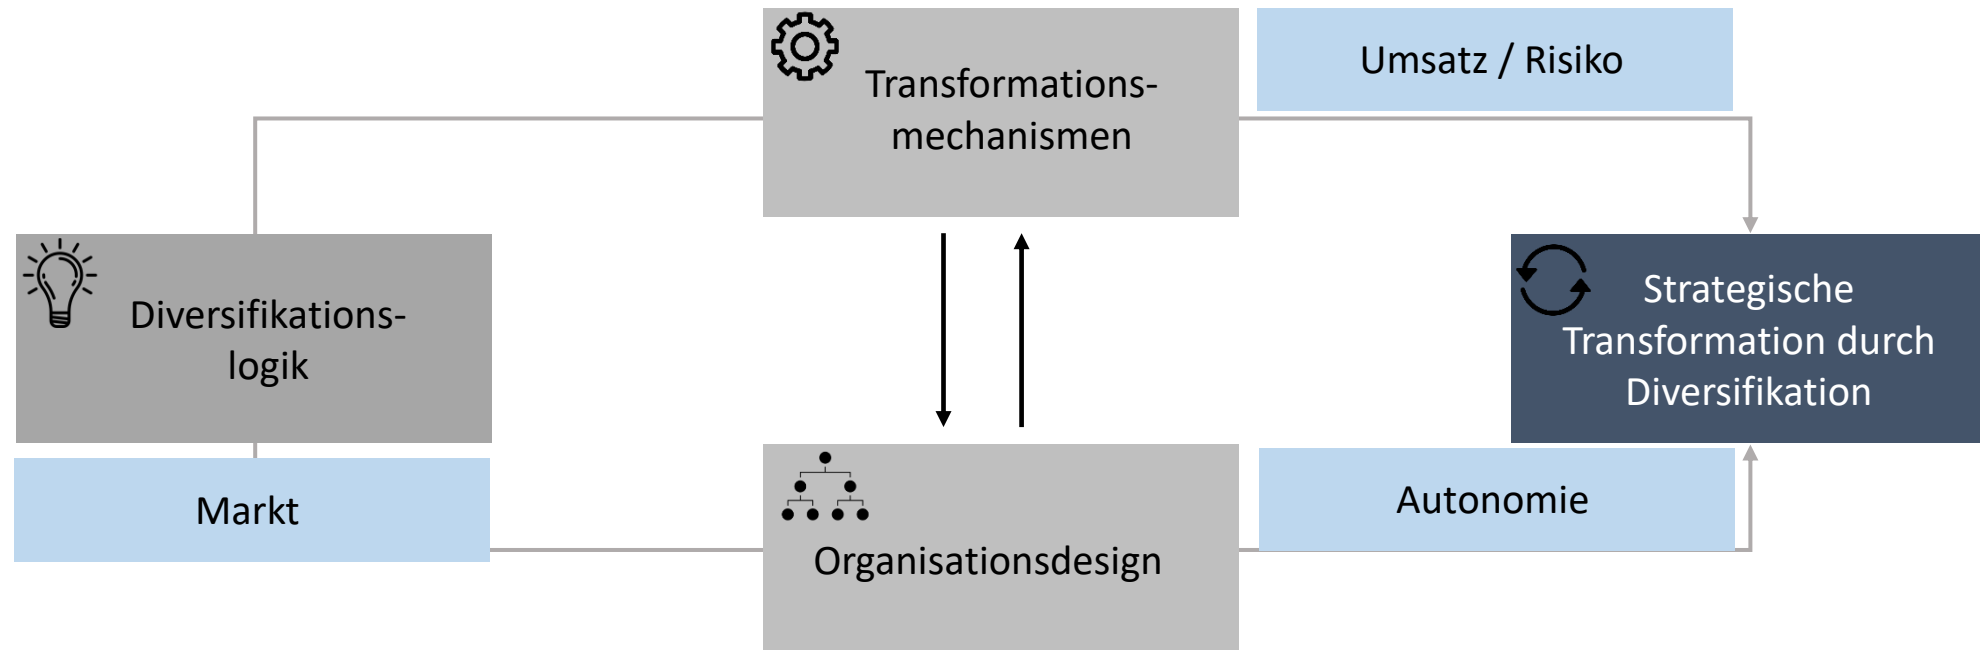 Transformations-
mechanismen
Umsatz / Risiko
Diversifikations-
logik
Strategische
Transformation durch
Diversifikation
Markt
Organisationsdesign
Autonomie